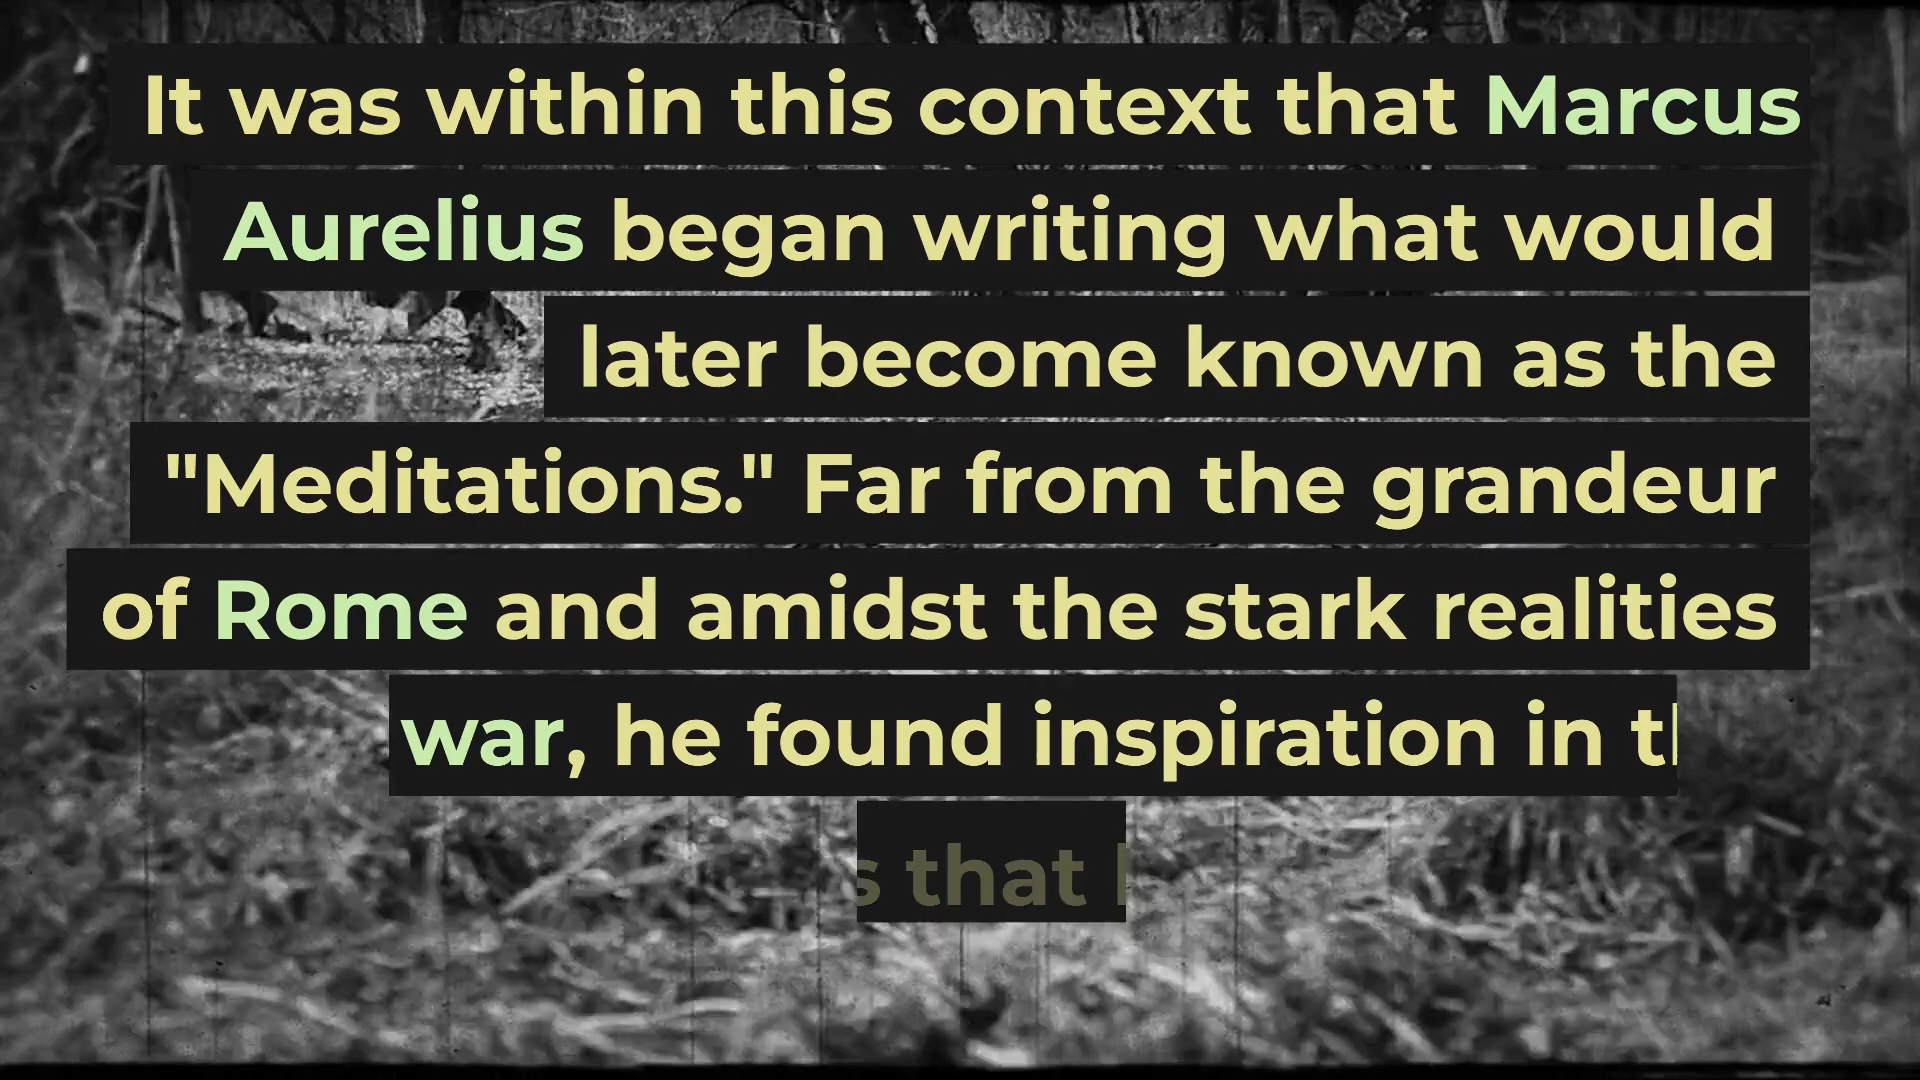 It was within this context that Marcus
Aurelius began writing what would
later become known as the
"Meditations." Far from the grandeur
of Rome and amidst the stark realities
war, he found inspiration in
that